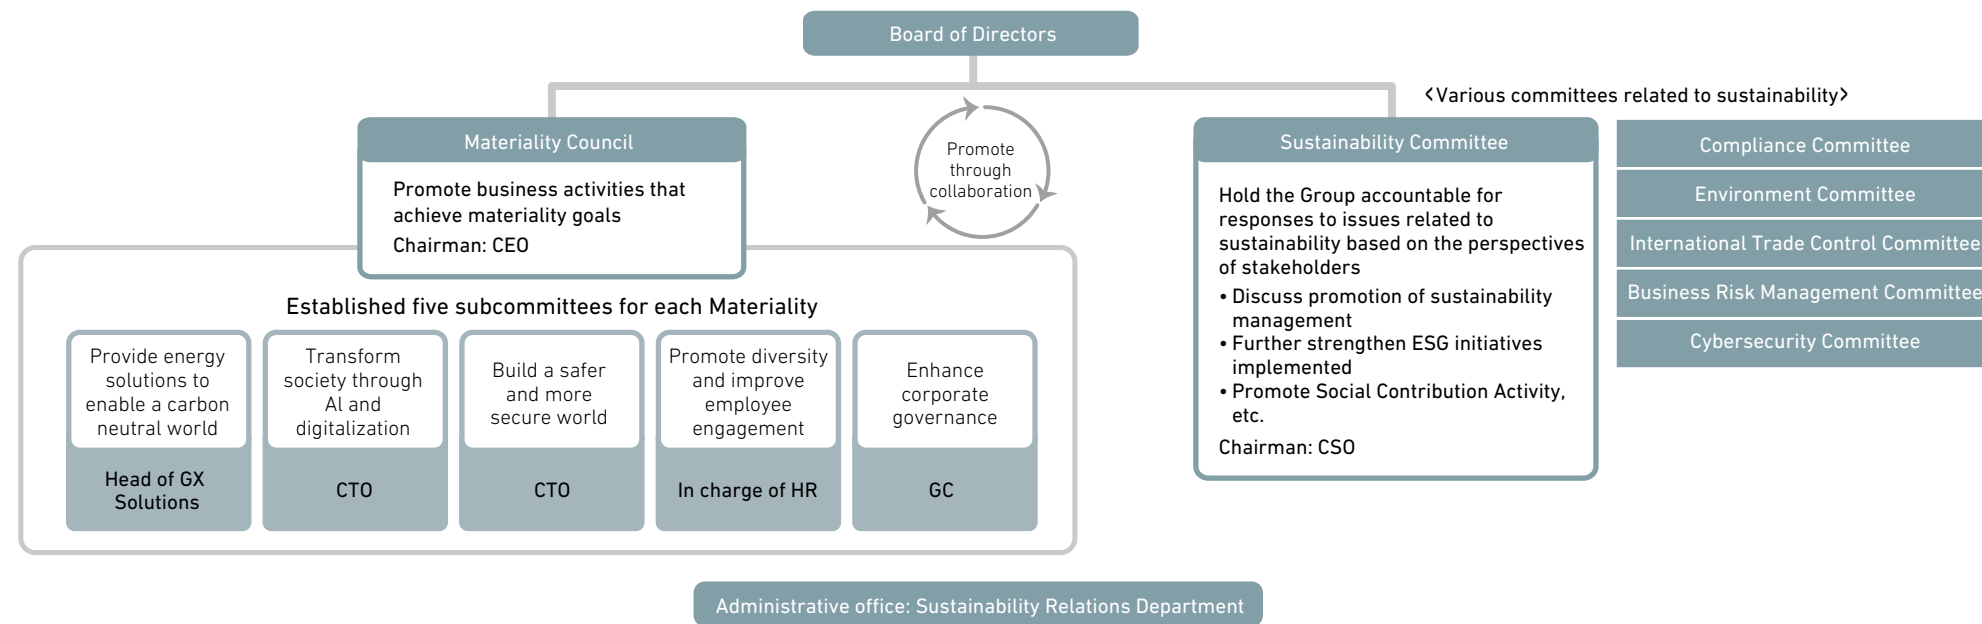 Board of Directors
Materiality Council
Promote business activities that
achieve materiality goals
Chairman: CEO
Promote
through
collaboration
Established five subcommittees for each Materiality
Provide energy
solutions to
enable a carbon
neutral world
Head of GX
Solutions
Transform
society through
AI and
digitalization
CTO
Build a safer
and more
secure world
CTO
Promote diversity
and improve
employee
engagement
In charge of HR
Enhance
corporate
governance
GC
Sustainability Committee
Hold the Group accountable for
responses to issues related to
sustainability based on the perspectives
of stakeholders
• Discuss promotion of sustainability
management
• Further strengthen ESG initiatives
implemented
• Promote Social Contribution Activity,
etc.
Chairman: CSO
<Various committees related to sustainability>
Compliance Committee
Environment Committee
International Trade Control Committee
Business Risk Management Committee
Cybersecurity Committee
Administrative office: Sustainability Relations Department